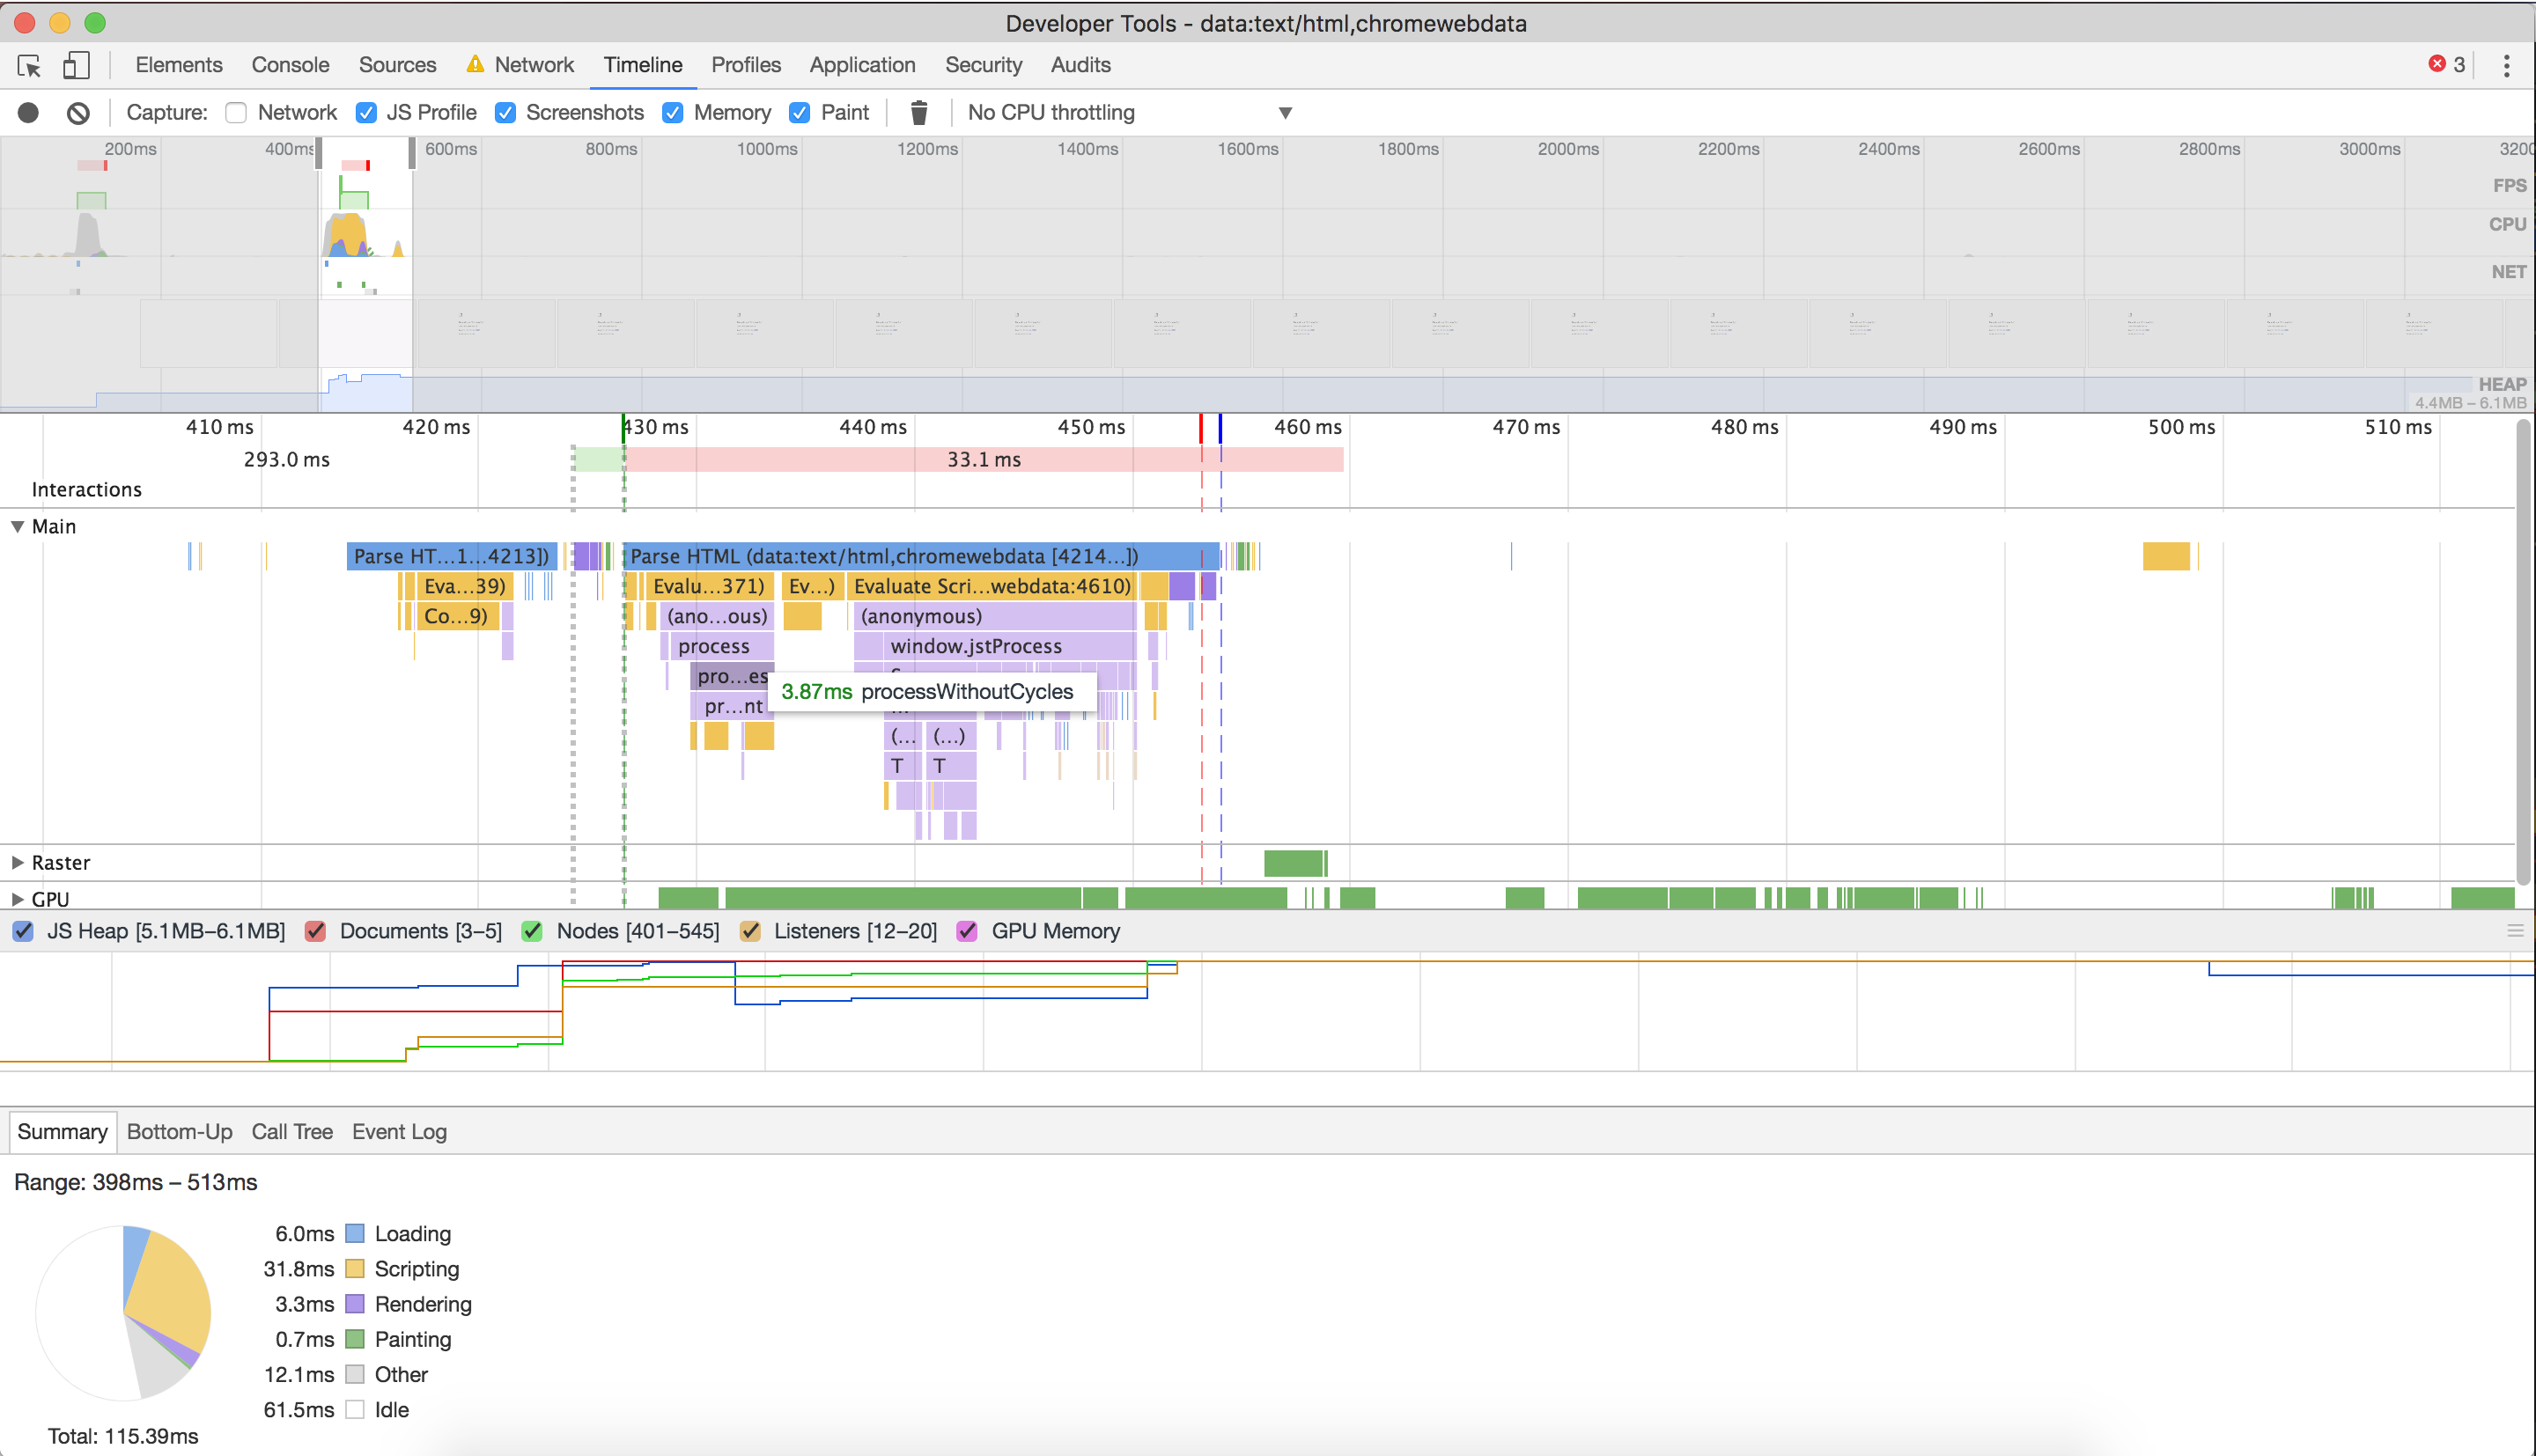 Developer Tools - data:text/html,chromewebdata
Elements Console Sources Network Timeline Profiles Application Security Audits 3
Capture: Network JS Profile Screenshots Memory Paint No CPU throttling
200ms 400ms 600ms 800ms 1000ms 1200ms 1400ms 1600ms 1800ms 2000ms 2200ms 2400ms 2600ms 2800ms 3000ms 3200
FPS
CPU
NET
HEAP
4.4MB – 6.1MB
410 ms 420 ms 430 ms 440 ms 450 ms 460 ms 470 ms 480 ms 490 ms 500 ms 510 ms
293.0 ms 33.1 ms
Interactions
Main
Parse HT...1...4213]) Parse HTML (data:text/html,chromewebdata [4214...])
Eva...39) Evalu...371) Ev...) Evaluate Scri...webdata:4610)
Co...9) (ano...ous) (anonymous)
process window.jstProcess
pro...es
3.87ms processWithoutCycles
pr...nt
(... (...)
T T
Raster
GPU
JS Heap [5.1MB–6.1MB] Documents [3–5] Nodes [401–545] Listeners [12–20] GPU Memory
Summary Bottom-Up Call Tree Event Log
Range: 398ms – 513ms
6.0ms Loading
31.8ms Scripting
3.3ms Rendering
0.7ms Painting
12.1ms Other
61.5ms Idle
Total: 115.39ms